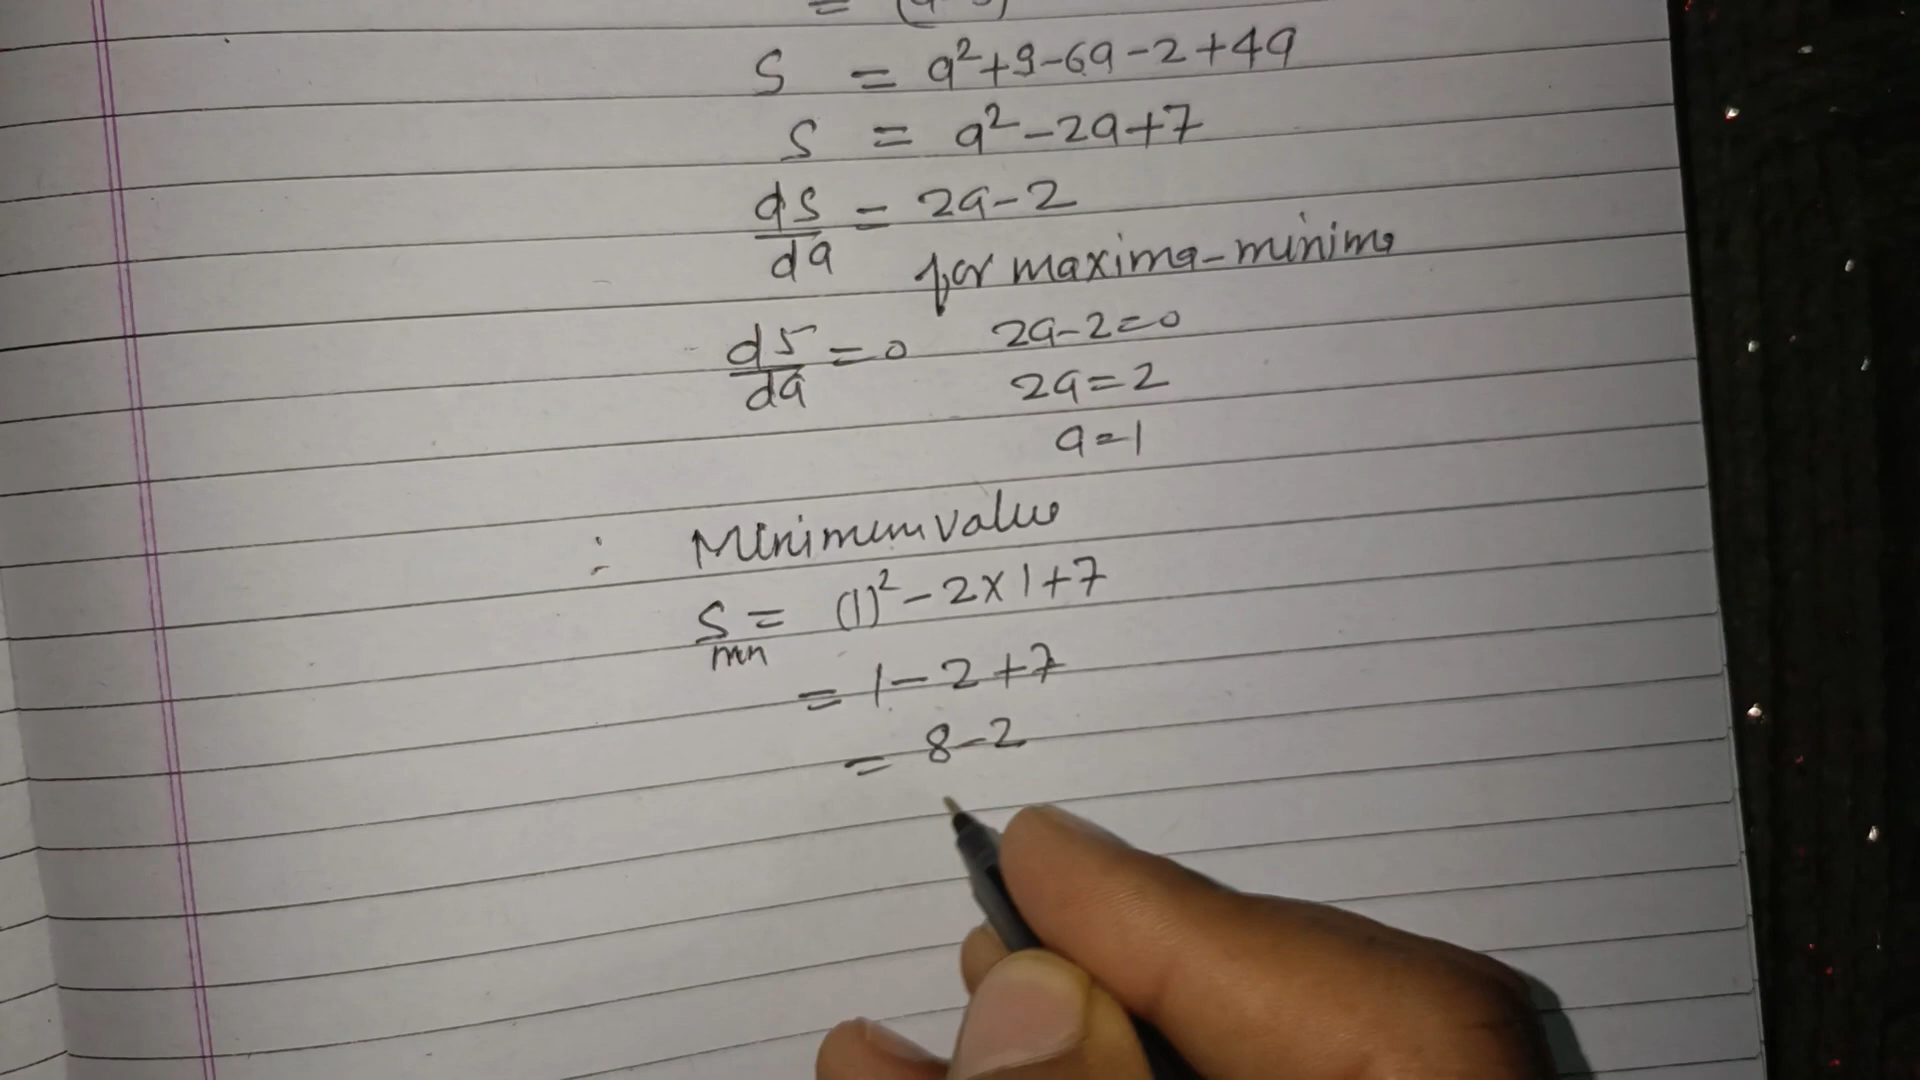 S = a²+9-6a-2+4a
S = a²-2a+7
dS/da = 2a-2
for maxima-minima
dS/da = 0 2a-2=0
2a=2
a=1
: Minimum value
S min = (1)²-2×1+7
= 1-2+7
= 8-2